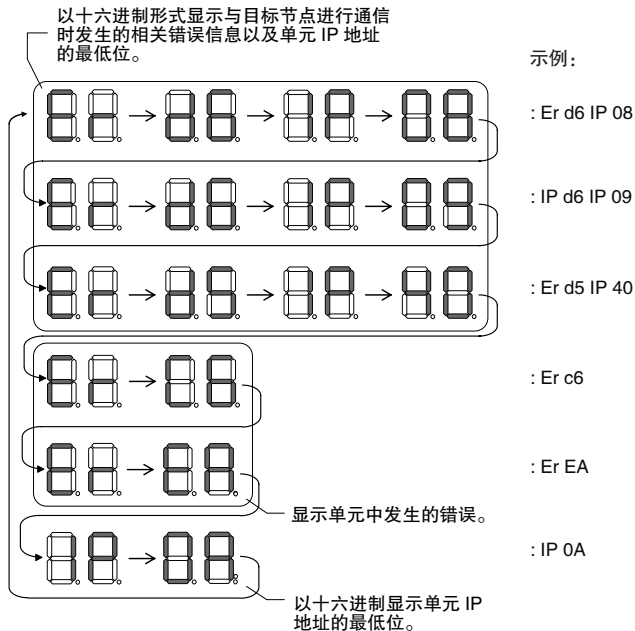 以十六进制形式显示与目标节点进行通信
时发生的相关错误信息以及单元 IP 地址
的最低位。
示例：
: Er d6 IP 08
: IP d6 IP 09
: Er d5 IP 40
: Er c6
: Er EA
显示单元中发生的错误。
: IP 0A
以十六进制显示单元 IP
地址的最低位。